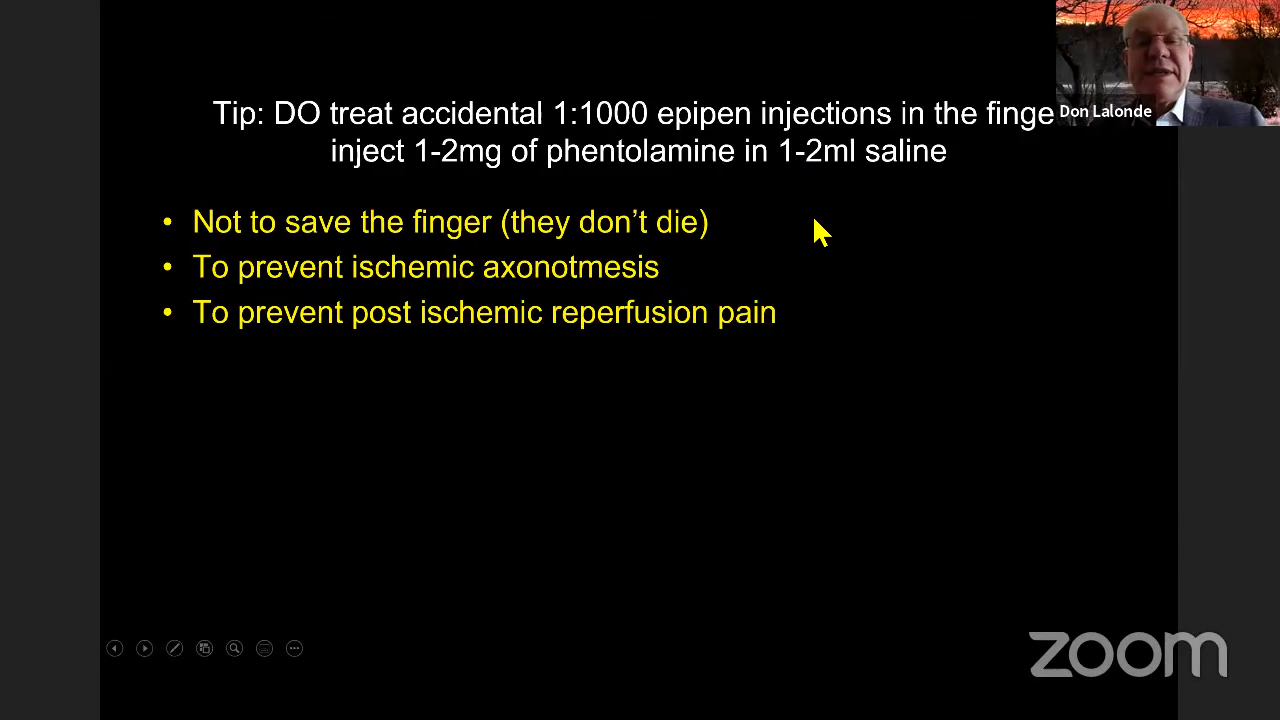 Tip: DO treat accidental 1:1000 epipen injections in the finge
inject 1-2mg of phentolamine in 1-2ml saline
Don Lalonde
• Not to save the finger (they don't die)
• To prevent ischemic axonotmesis
• To prevent post ischemic reperfusion pain
zoom